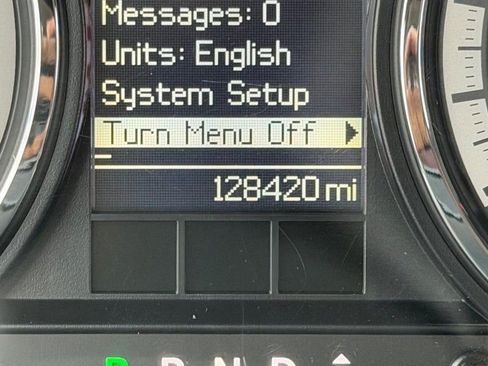 Messages: 0
Units: English
System Setup
Turn Menu Off
128420 mi
P R N D